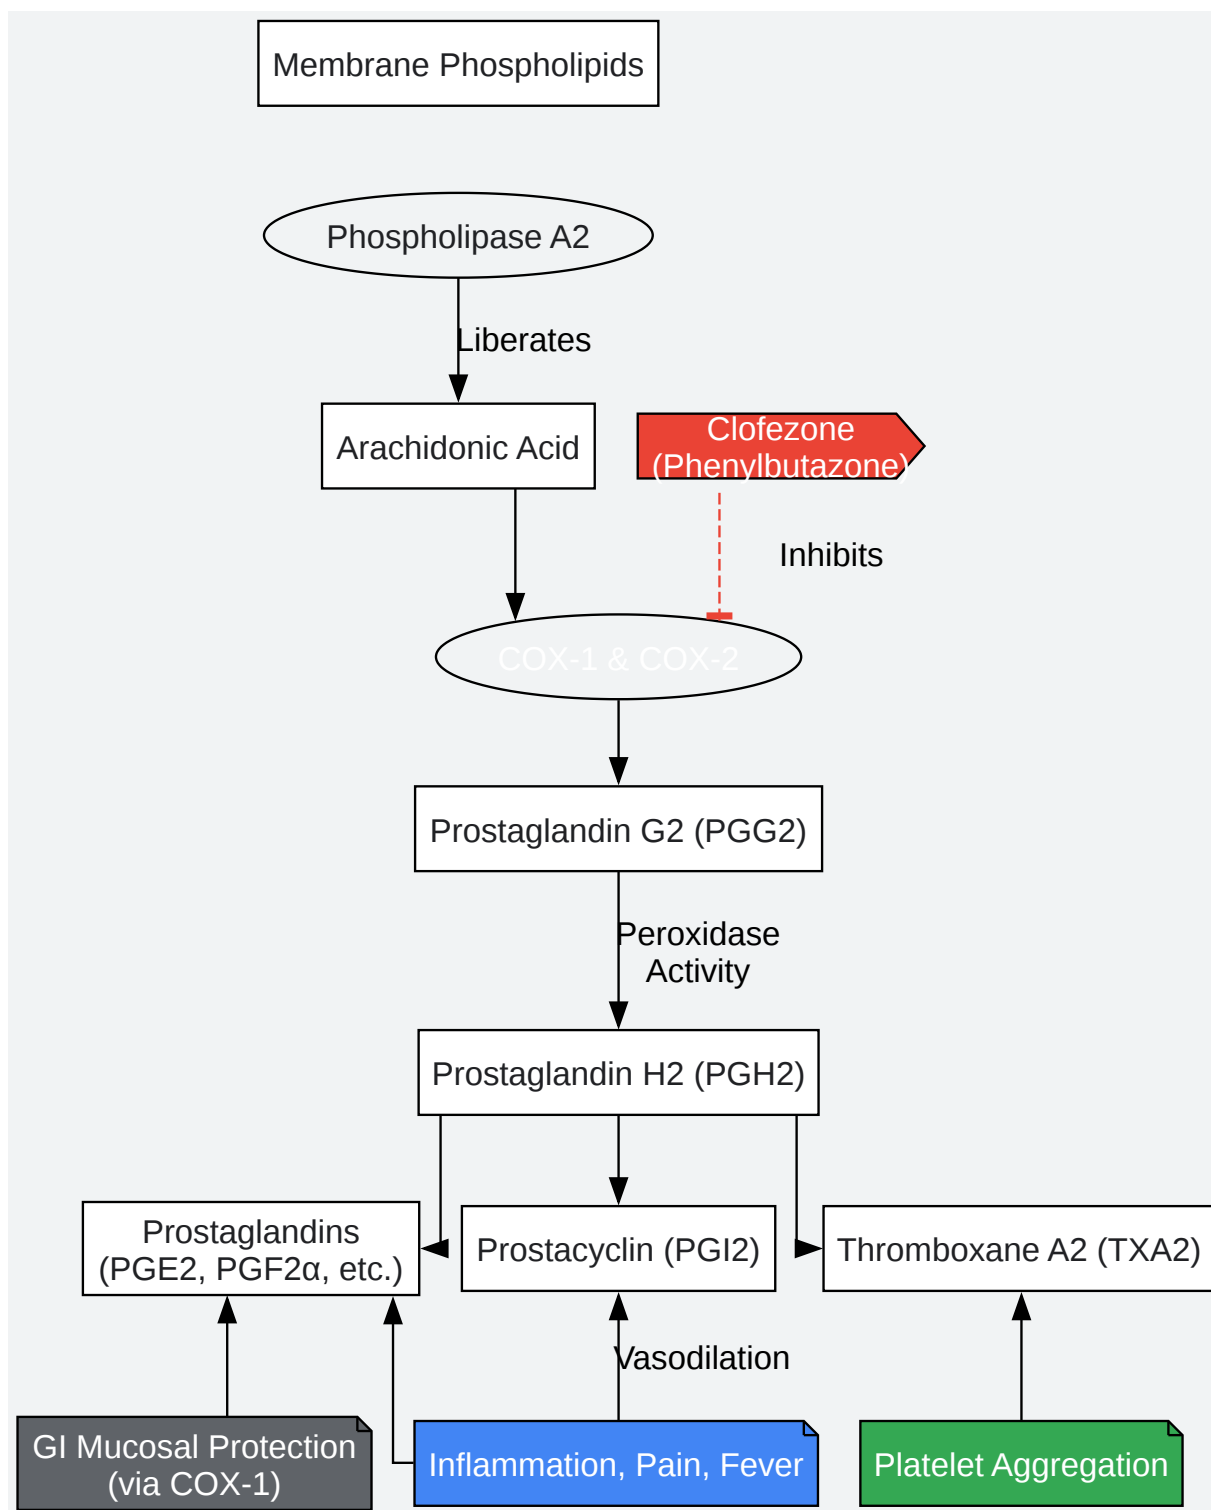 Membrane Phospholipids
Phospholipase A2
Liberates
Arachidonic Acid
Clofezone
(Phenylbutazone)
Inhibits
COX-1 & COX-2
Prostaglandin G2 (PGG2)
Peroxidase
Activity
Prostaglandin H2 (PGH2)
Prostaglandins
(PGE2, PGF2α, etc.)
Prostacyclin (PGI2)
Thromboxane A2 (TXA2)
Vasodilation
GI Mucosal Protection
(via COX-1)
Inflammation, Pain, Fever
Platelet Aggregation